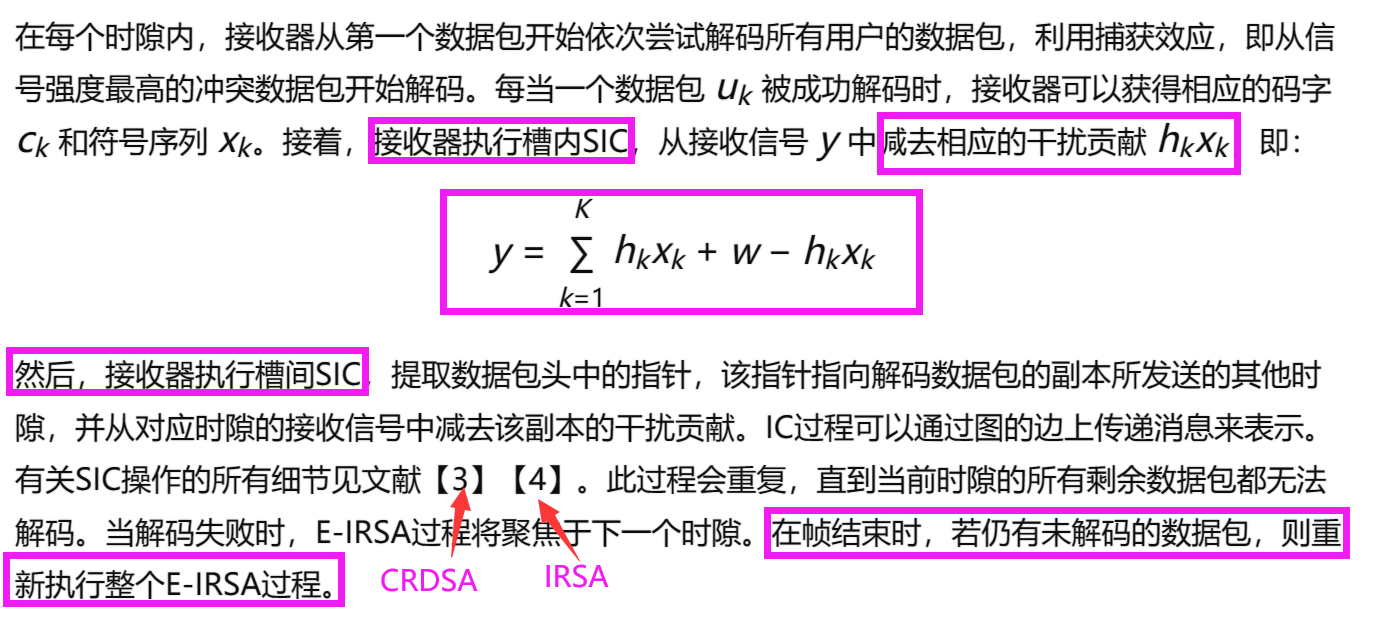 在每个时隙内，接收器从第一个数据包开始依次尝试解码所有用户的数据包，利用捕获效应，即从信
号强度最高的冲突数据包开始解码。每当一个数据包 uₖ 被成功解码时，接收器可以获得相应的码字
cₖ 和符号序列 xₖ。接着，接收器执行槽内SIC，从接收信号 y 中减去相应的干扰贡献 hₖxₖ 即：
K
y = ∑ hₖxₖ + w − hₖxₖ
k=1
然后，接收器执行槽间SIC，提取数据包头中的指针，该指针指向解码数据包的副本所发送的其他时
隙，并从对应时隙的接收信号中减去该副本的干扰贡献。IC过程可以通过图的边上传递消息来表示。
有关SIC操作的所有细节见文献【3】【4】。此过程会重复，直到当前时隙的所有剩余数据包都无法
解码。当解码失败时，E-IRSA过程将聚焦于下一个时隙。在帧结束时，若仍有未解码的数据包，则重
新执行整个E-IRSA过程。
CRDSA
IRSA